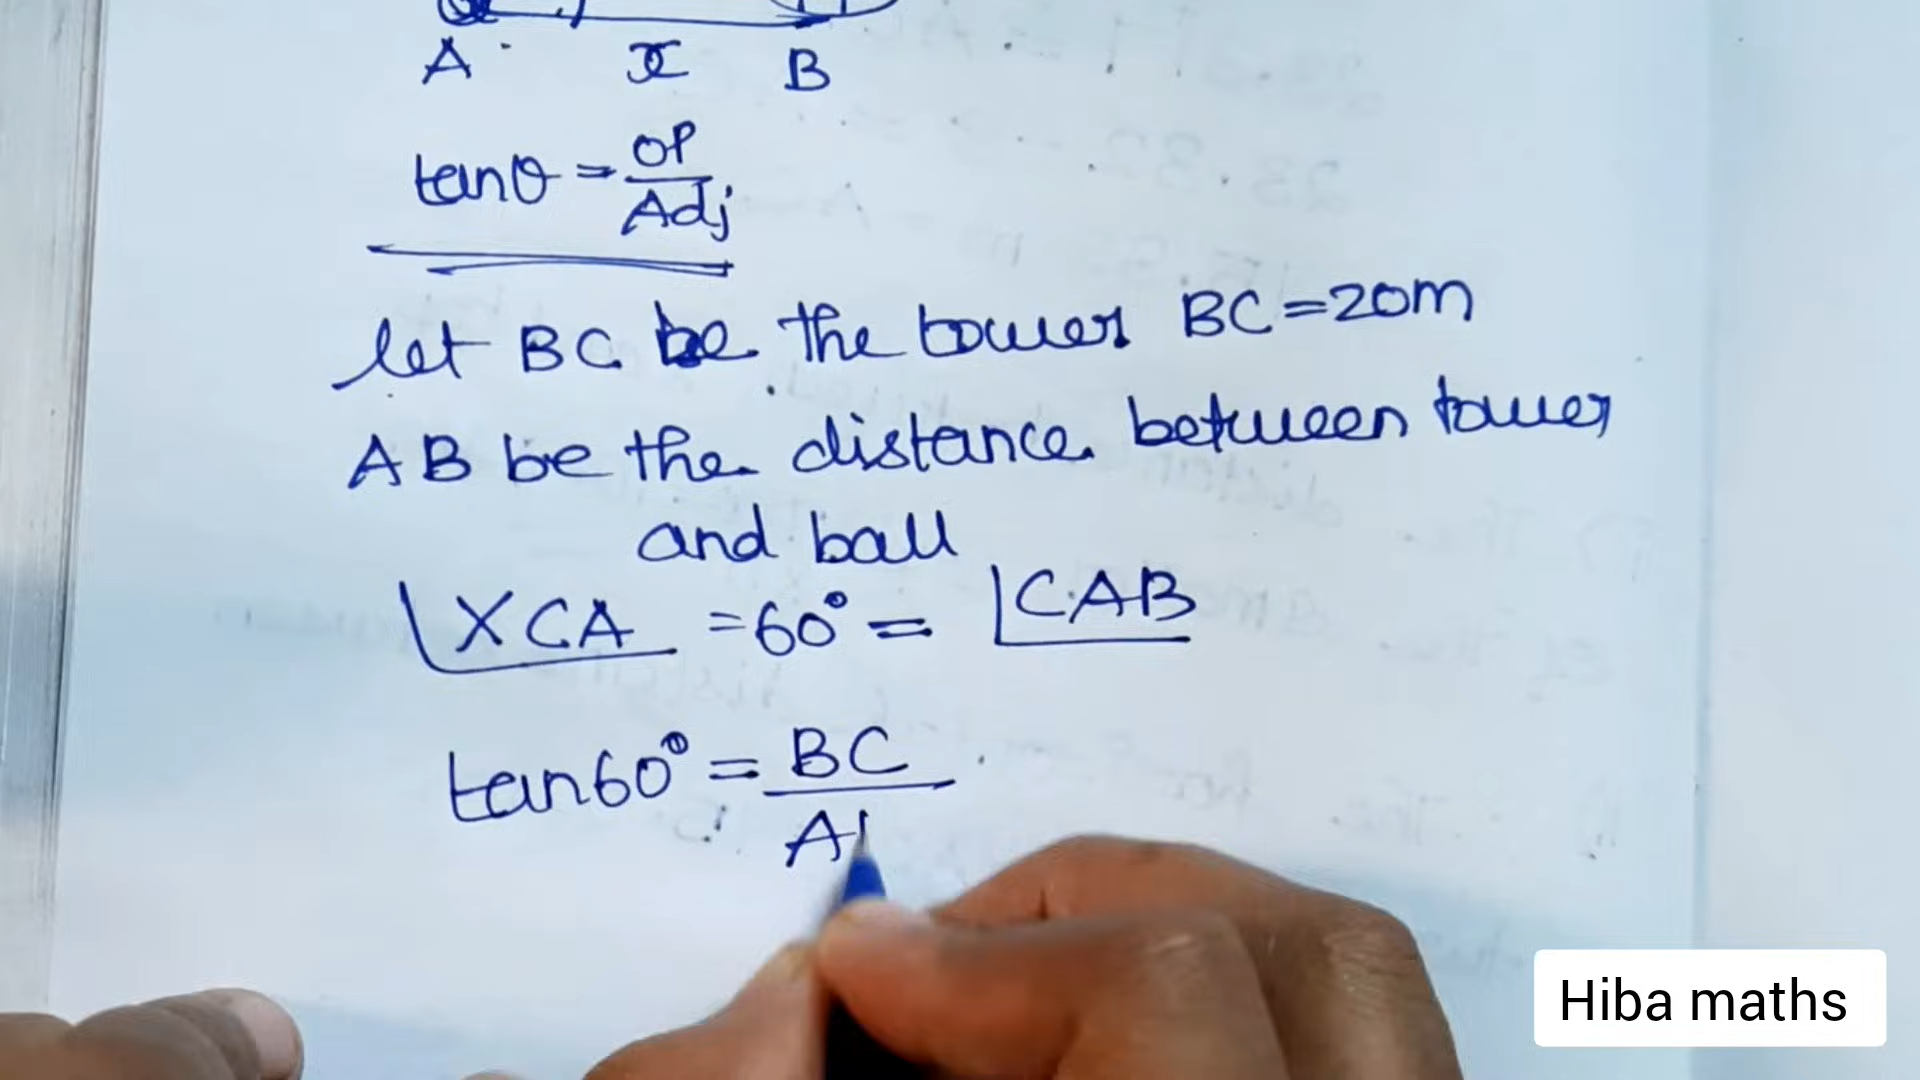 A x B
tanθ = OP/Adj
let BC be the tower BC=20m
AB be the distance between tower
and ball
∠XCA = 60° = ∠CAB
tan60° = BC/A
Hiba maths